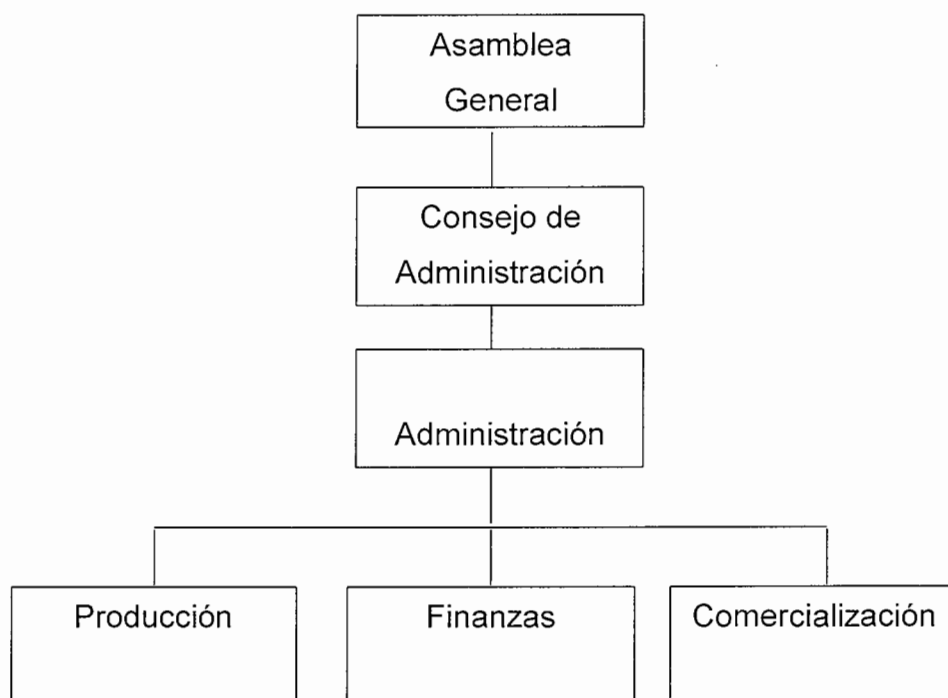 Asamblea
General
Consejo de
Administración
Administración
Producción
Finanzas
Comercialización